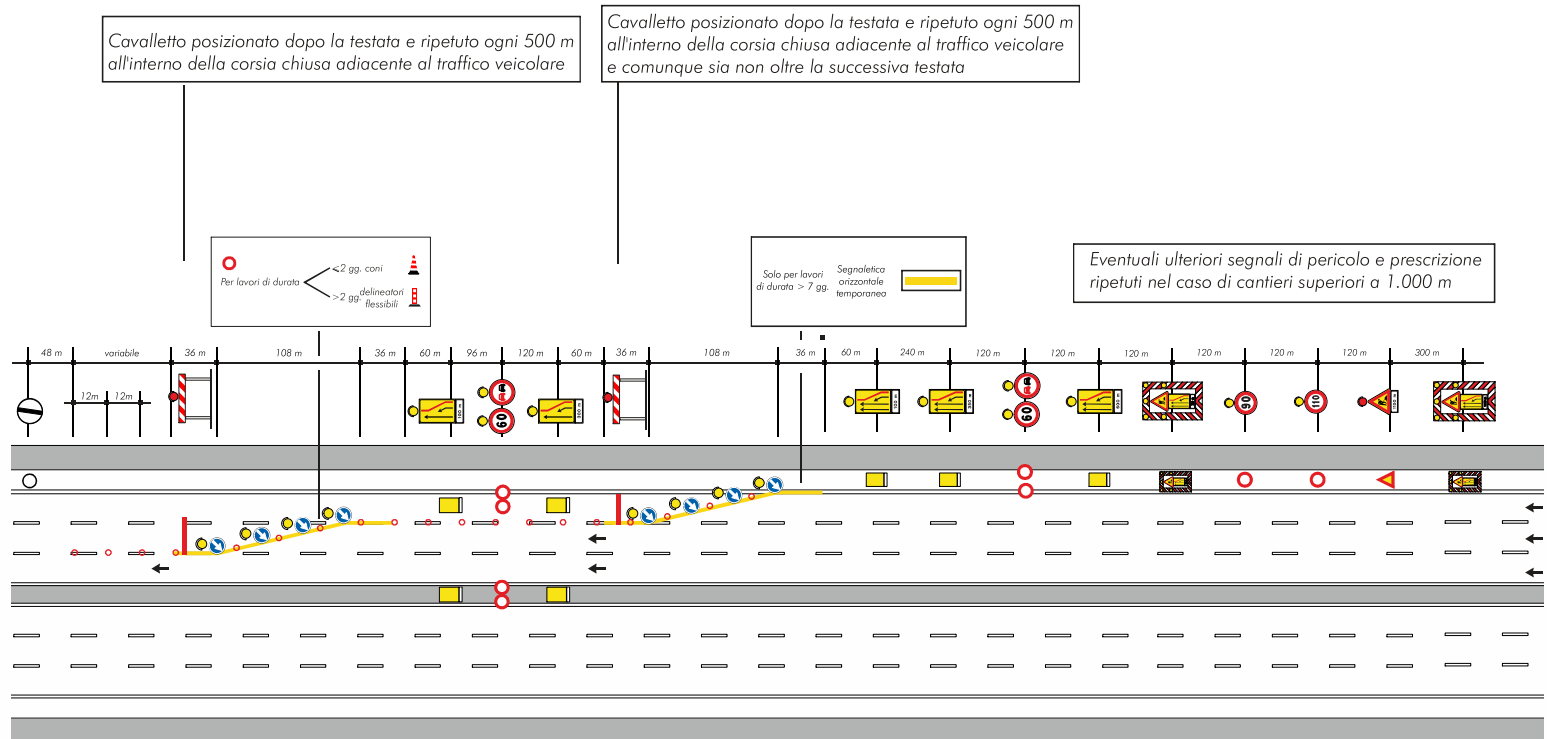 Cavalletto posizionato dopo la testata e ripetuto ogni 500 m
all'interno della corsia chiusa adiacente al traffico veicolare
Cavalletto posizionato dopo la testata e ripetuto ogni 500 m
all'interno della corsia chiusa adiacente al traffico veicolare
e comunque sia non oltre la successiva testata
Per lavori di durata
⩽2 gg. coni
>2 gg. delineatori
flessibili
Solo per lavori
di durata > 7 gg.
Segnaletica
orizzontale
temporanea
Eventuali ulteriori segnali di pericolo e prescrizione
ripetuti nel caso di cantieri superiori a 1.000 m
48 m variabile 36 m 108 m 36 m 60 m 96 m 120 m 60 m 36 m 108 m 36 m 60 m 240 m 120 m 120 m 120 m 120 m 120 m 120 m 300 m
12m 12m
60
60
90
110